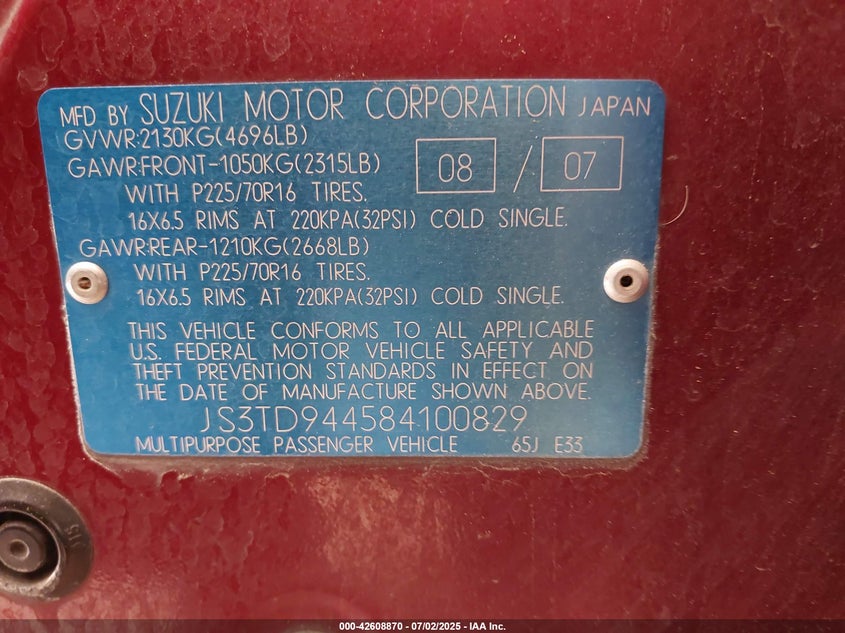 MFD BY SUZUKI MOTOR CORPORATION JAPAN
GVWR:2130KG(4696LB)
GAWR:FRONT-1050KG(2315LB)
08 / 07
WITH P225/70R16 TIRES.
16X6.5 RIMS AT 220KPA(32PSI) COLD SINGLE.
GAWR:REAR-1210KG(2668LB)
WITH P225/70R16 TIRES.
16X6.5 RIMS AT 220KPA(32PSI) COLD SINGLE.
THIS VEHICLE CONFORMS TO ALL APPLICABLE
U.S. FEDERAL MOTOR VEHICLE SAFETY AND
THEFT PREVENTION STANDARDS IN EFFECT ON
THE DATE OF MANUFACTURE SHOWN ABOVE.
JS3TD944584100829
MULTIPURPOSE PASSENGER VEHICLE 65J E33
000-42608870 - 07/02/2025 - IAA Inc.